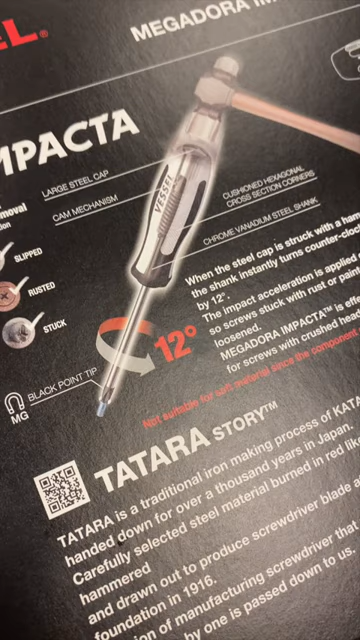 EL®
MEGADORA IM
MPACTA
LARGE STEEL CAP
CAM MECHANISM
VESSEL
CUSHIONED HEXAGONAL
CROSS SECTION CORNERS
CHROME VANADIUM STEEL SHANK
moval
SLIPPED
RUSTED
STUCK
12°
BLACK POINT TIP
MG
When the steel cap is struck with a ham
the shank instantly turns counter-cloc
by 12°.
The impact acceleration is applied
so screws stuck with rust or pai
loosened.
MEGADORA IMPACTA™ is
for screws with crushed head
Not suitable for soft material since the component
TATARA STORY™
TATARA is a traditional iron making process of KATA
handed down for over a thousand years in Japan.
Carefully selected steel material burned in red li
hammered
and drawn out to produce screwdriver blade
foundation in 1916.
on of manufacturing screwdriver that
by one is passed down to us.